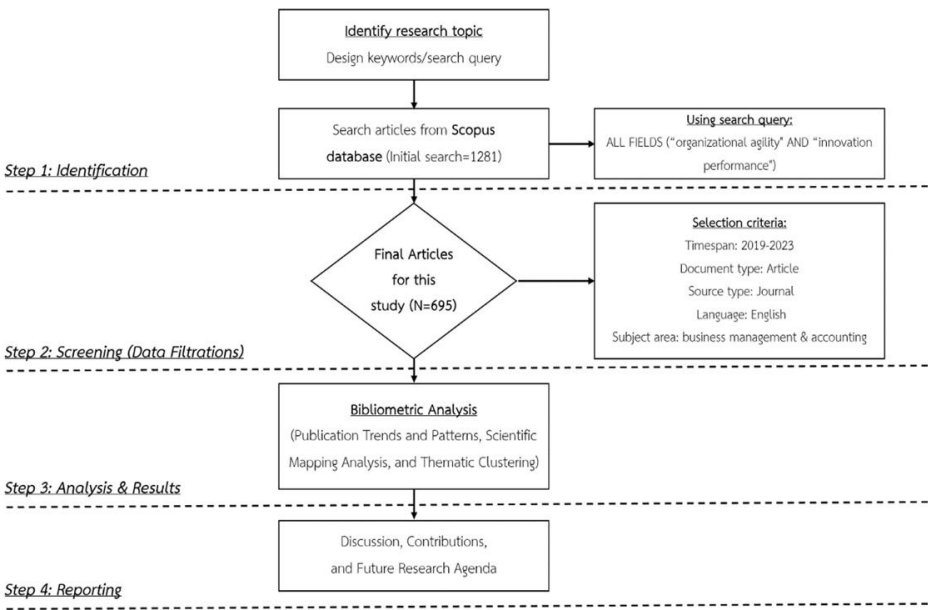 Identify research topic
Design keywords/search query
Search articles from Scopus
database (Initial search=1281)
Using search query:
ALL FIELDS ("organizational agility" AND "innovation
performance")
Step 1: Identification
Final Articles
for this
study (N=695)
Selection criteria:
Timespan: 2019-2023
Document type: Article
Source type: Journal
Language: English
Subject area: business management & accounting
Step 2: Screening (Data Filtrations)
Bibliometric Analysis
(Publication Trends and Patterns, Scientific
Mapping Analysis, and Thematic Clustering)
Step 3: Analysis & Results
Discussion, Contributions,
and Future Research Agenda
Step 4: Reporting